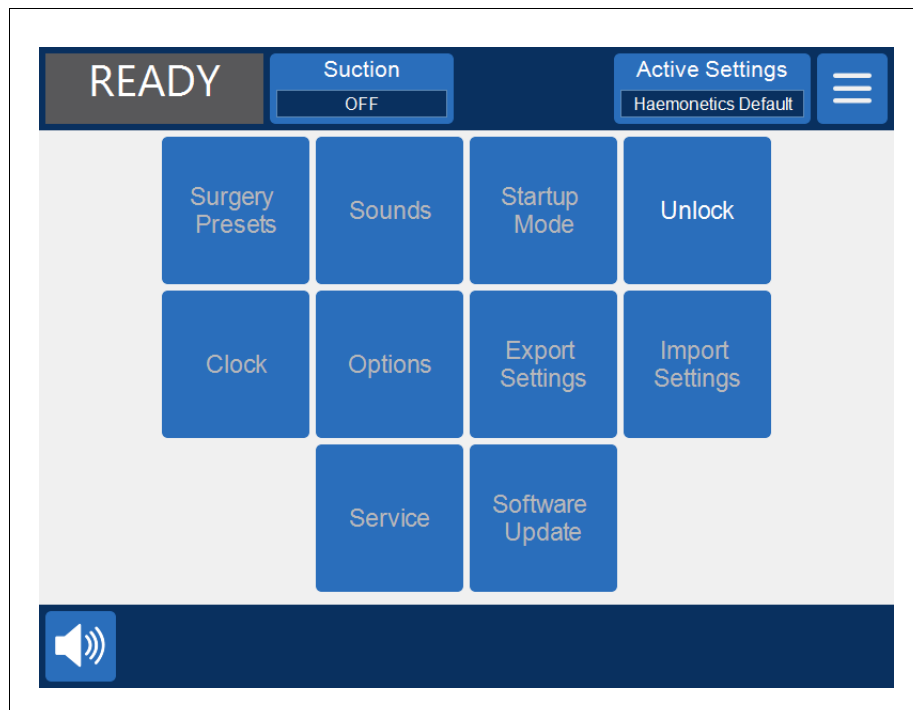 READY
Suction
OFF
Active Settings
Haemonetics Default
Surgery
Presets
Sounds
Startup
Mode
Unlock
Clock
Options
Export
Settings
Import
Settings
Service
Software
Update